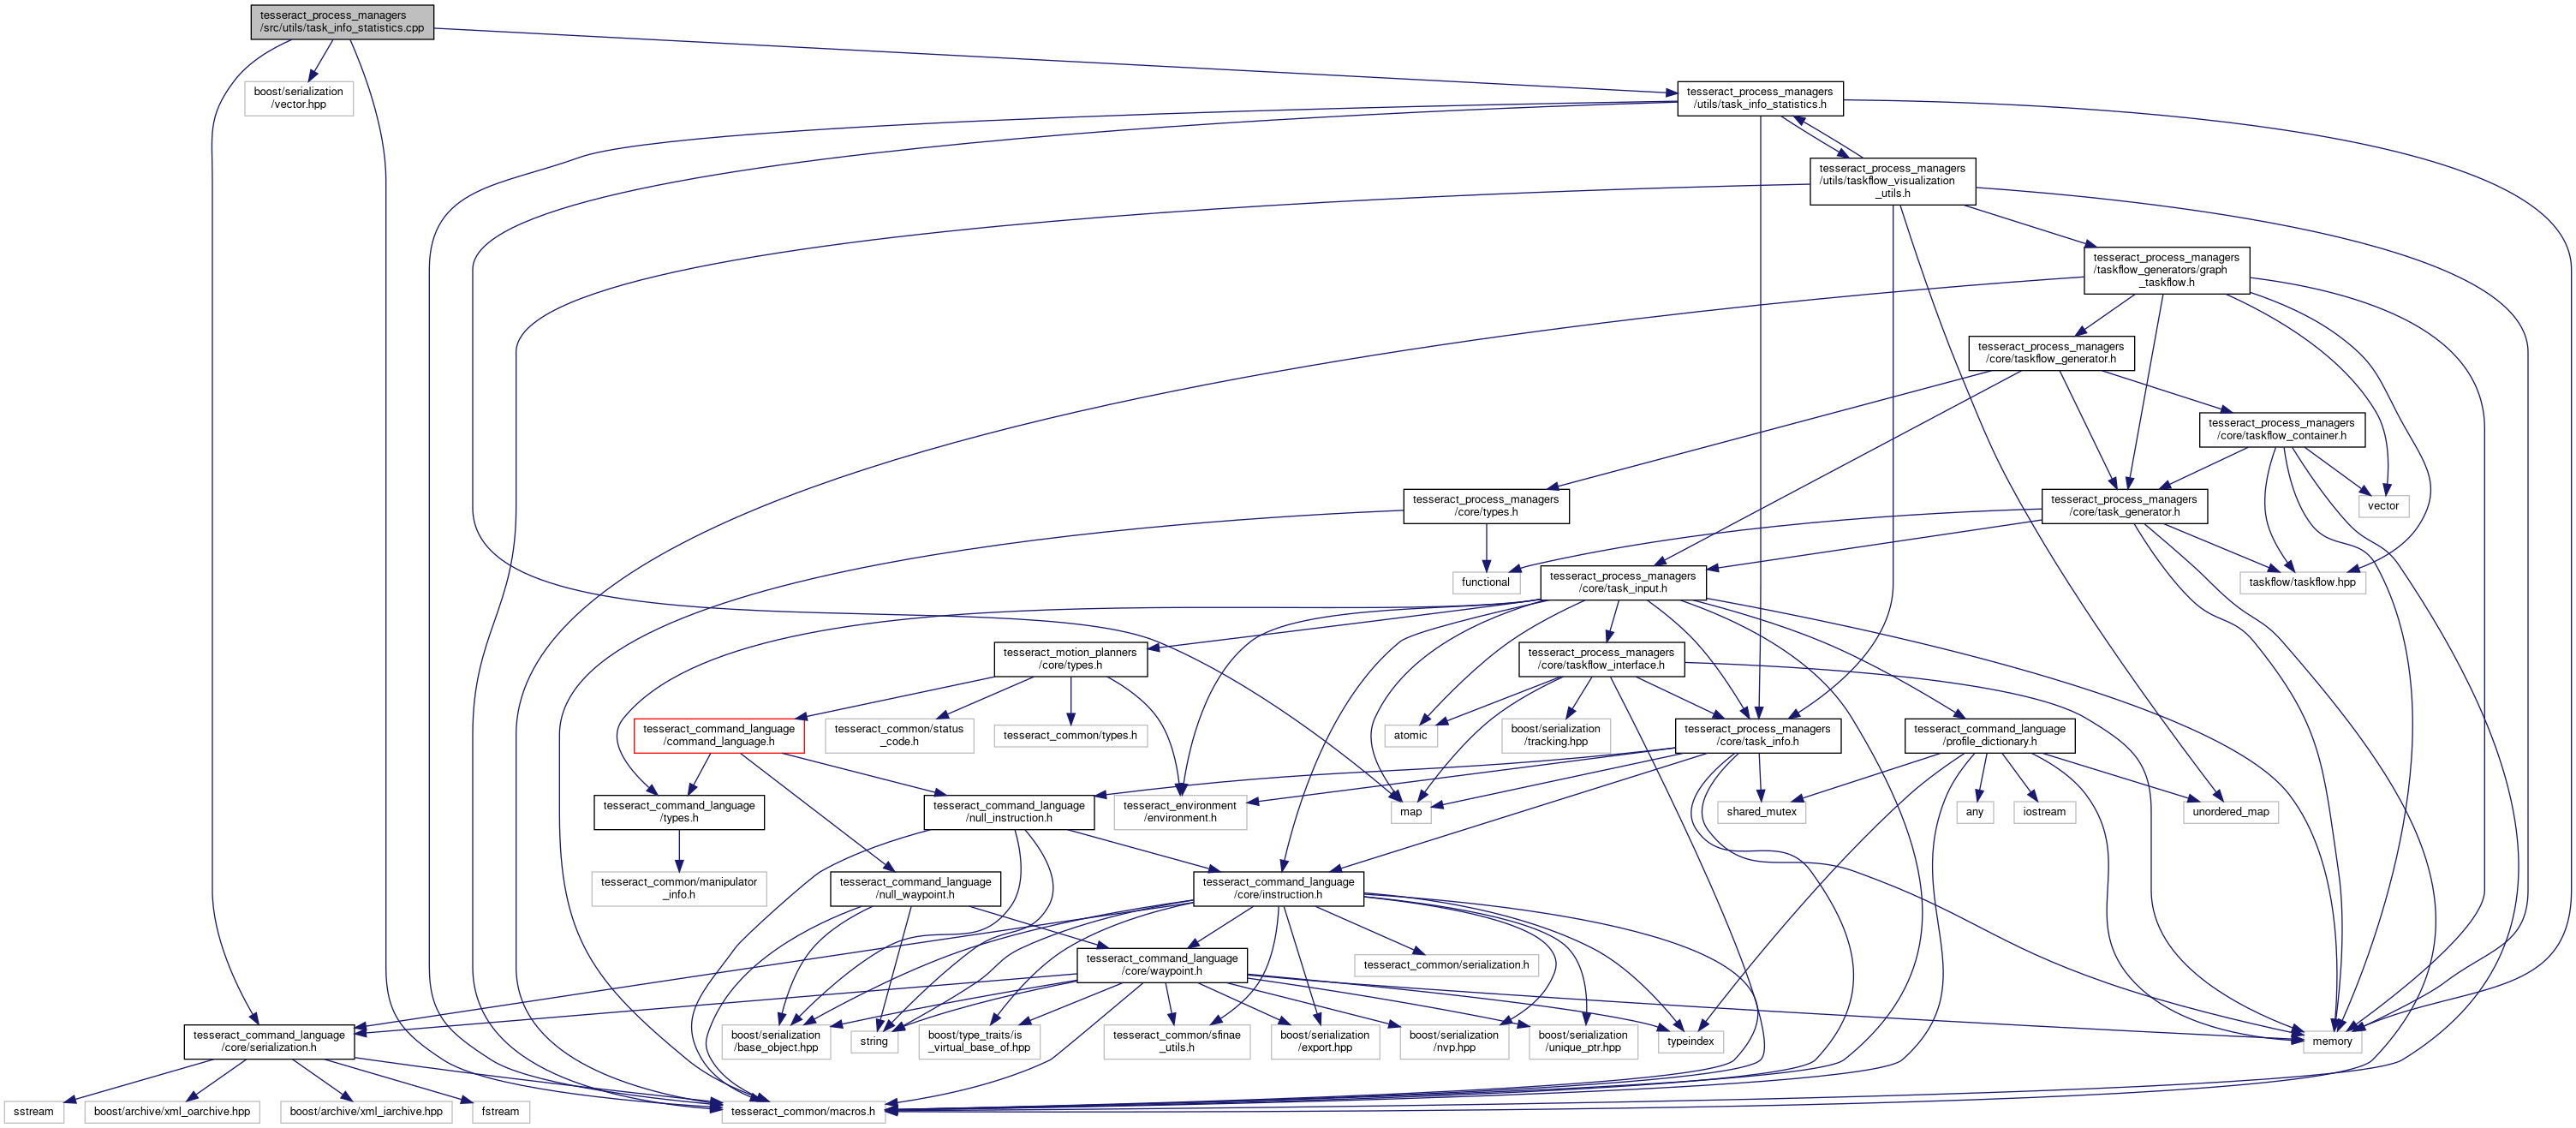 tesseract_process_managers
/src/utils/task_info_statistics.cpp
boost/serialization
/vector.hpp
tesseract_process_managers
/utils/task_info_statistics.h
tesseract_process_managers
/utils/taskflow_visualization
_utils.h
tesseract_process_managers
/taskflow_generators/graph
_taskflow.h
tesseract_process_managers
/core/taskflow_generator.h
tesseract_process_managers
/core/taskflow_container.h
tesseract_process_managers
/core/types.h
tesseract_process_managers
/core/task_generator.h
vector
functional
tesseract_process_managers
/core/task_input.h
taskflow/taskflow.hpp
tesseract_motion_planners
/core/types.h
tesseract_process_managers
/core/taskflow_interface.h
tesseract_command_language
/command_language.h
tesseract_common/status
_code.h
tesseract_common/types.h
atomic
boost/serialization
/tracking.hpp
tesseract_process_managers
/core/task_info.h
tesseract_command_language
/profile_dictionary.h
tesseract_command_language
/types.h
tesseract_command_language
/null_instruction.h
tesseract_environment
/environment.h
map
shared_mutex
any
iostream
unordered_map
tesseract_common/manipulator
_info.h
tesseract_command_language
/null_waypoint.h
tesseract_command_language
/core/instruction.h
tesseract_command_language
/core/waypoint.h
tesseract_common/serialization.h
tesseract_command_language
/core/serialization.h
boost/serialization
/base_object.hpp
string
boost/type_traits/is
_virtual_base_of.hpp
tesseract_common/sfinae
_utils.h
boost/serialization
/export.hpp
boost/serialization
/nvp.hpp
boost/serialization
/unique_ptr.hpp
typeindex
memory
sstream
boost/archive/xml_oarchive.hpp
boost/archive/xml_iarchive.hpp
fstream
tesseract_common/macros.h